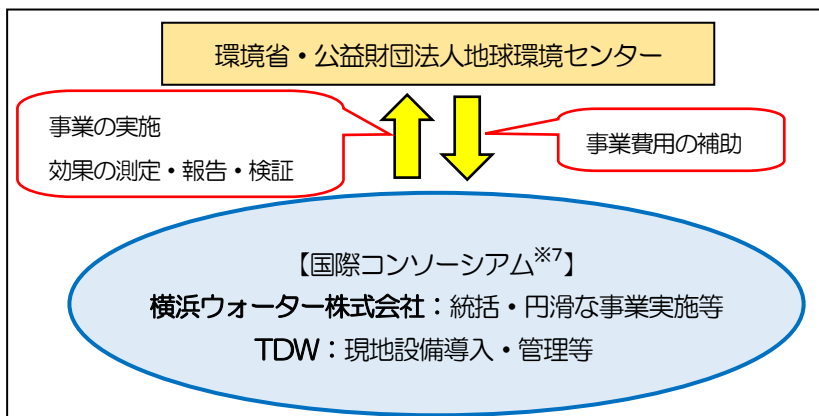 環境省・公益財団法人地球環境センター
事業の実施
効果の測定・報告・検証
事業費用の補助
【国際コンソーシアム※7】
横浜ウォーター株式会社：統括・円滑な事業実施等
TDW：現地設備導入・管理等